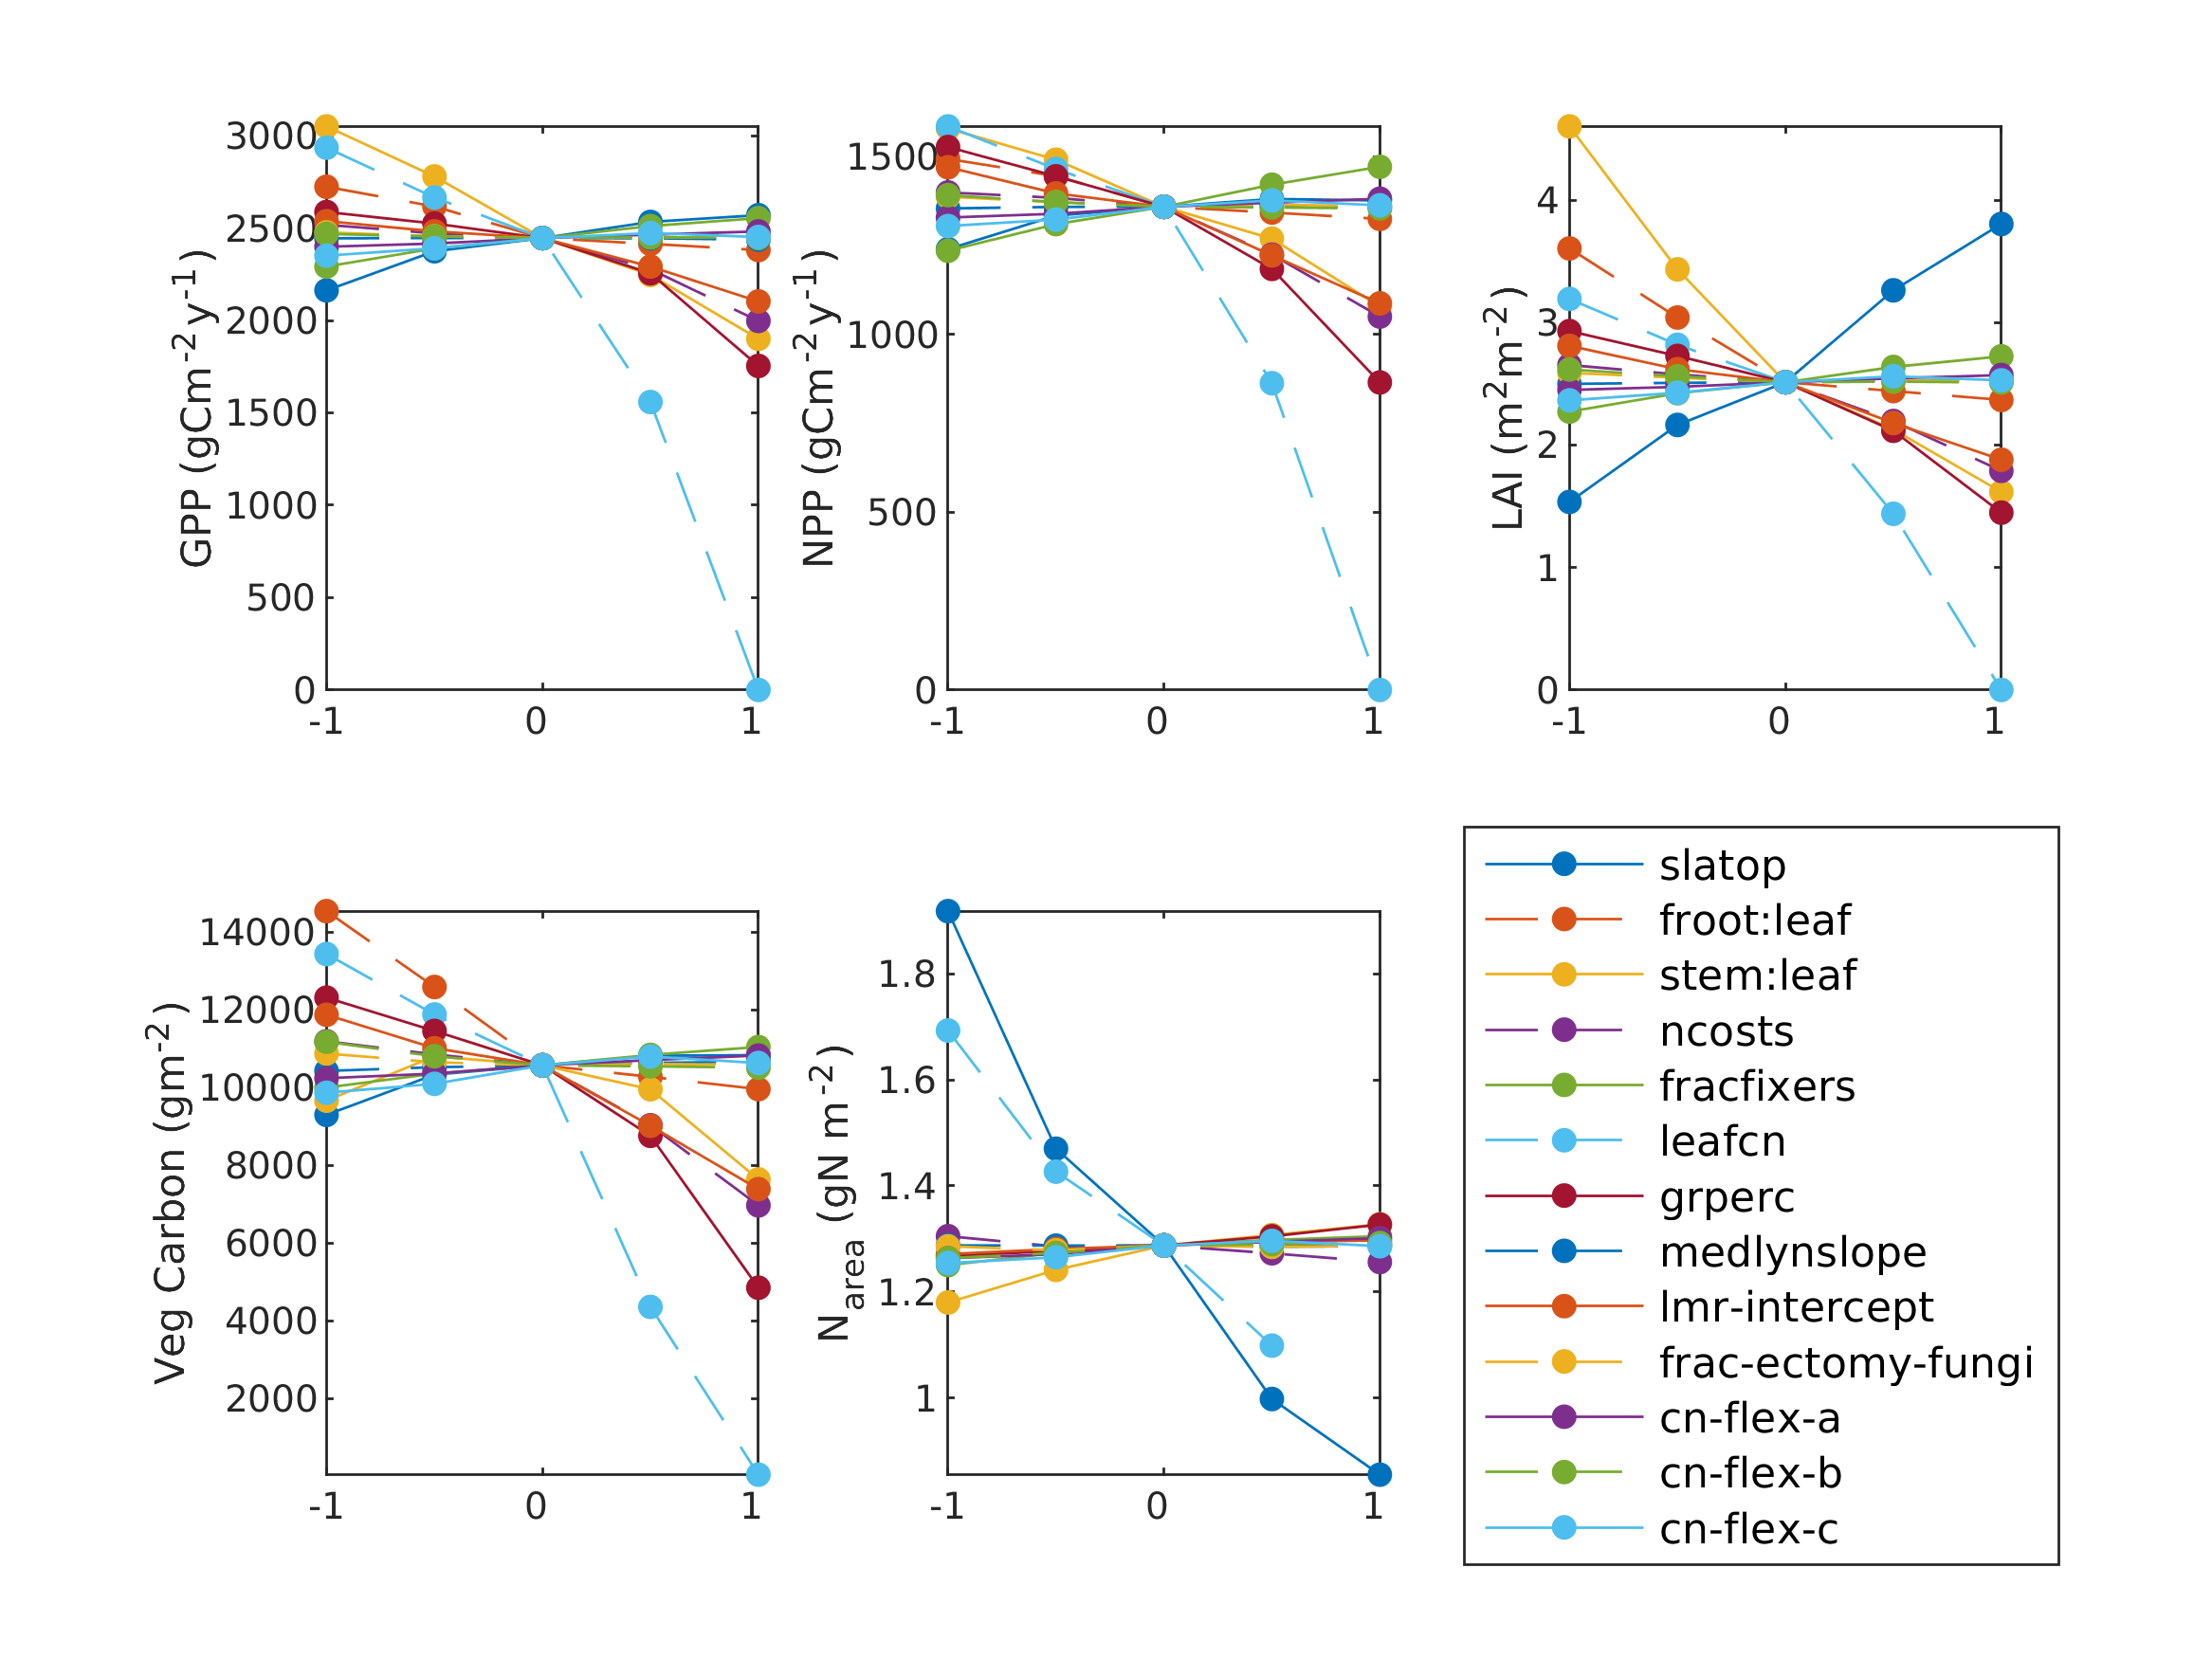 3000
2500
2000
1500
1000
500
0
-1 0 1
GPP (gCm-2 y-1)
1500
1000
500
0
-1 0 1
NPP (gCm-2 y-1)
4
3
2
1
0
-1 0 1
LAI (m2m-2)
14000
12000
10000
8000
6000
4000
2000
-1 0 1
Veg Carbon (gm-2)
1.8
1.6
1.4
1.2
1
-1 0 1
Narea (gN m-2)
slatop
froot:leaf
stem:leaf
ncosts
fracfixers
leafcn
grperc
medlynslope
lmr-intercept
frac-ectomy-fungi
cn-flex-a
cn-flex-b
cn-flex-c